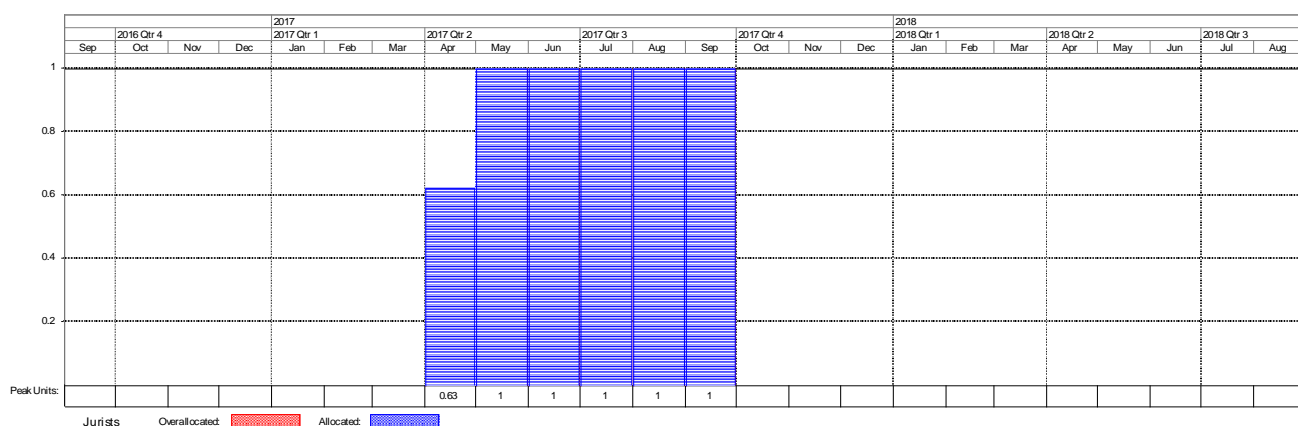 2017 2018
2016 Qtr 4 2017 Qtr 1 2017 Qtr 2 2017 Qtr 3 2017 Qtr 4 2018 Qtr 1 2018 Qtr 2 2018 Qtr 3
Sep Oct Nov Dec Jan Feb Mar Apr May Jun Jul Aug Sep Oct Nov Dec Jan Feb Mar Apr May Jun Jul Aug
1
0.8
0.6
0.4
0.2
Peak Units: 0.63 1 1 1 1 1
Jurists Overallocated: Allocated: